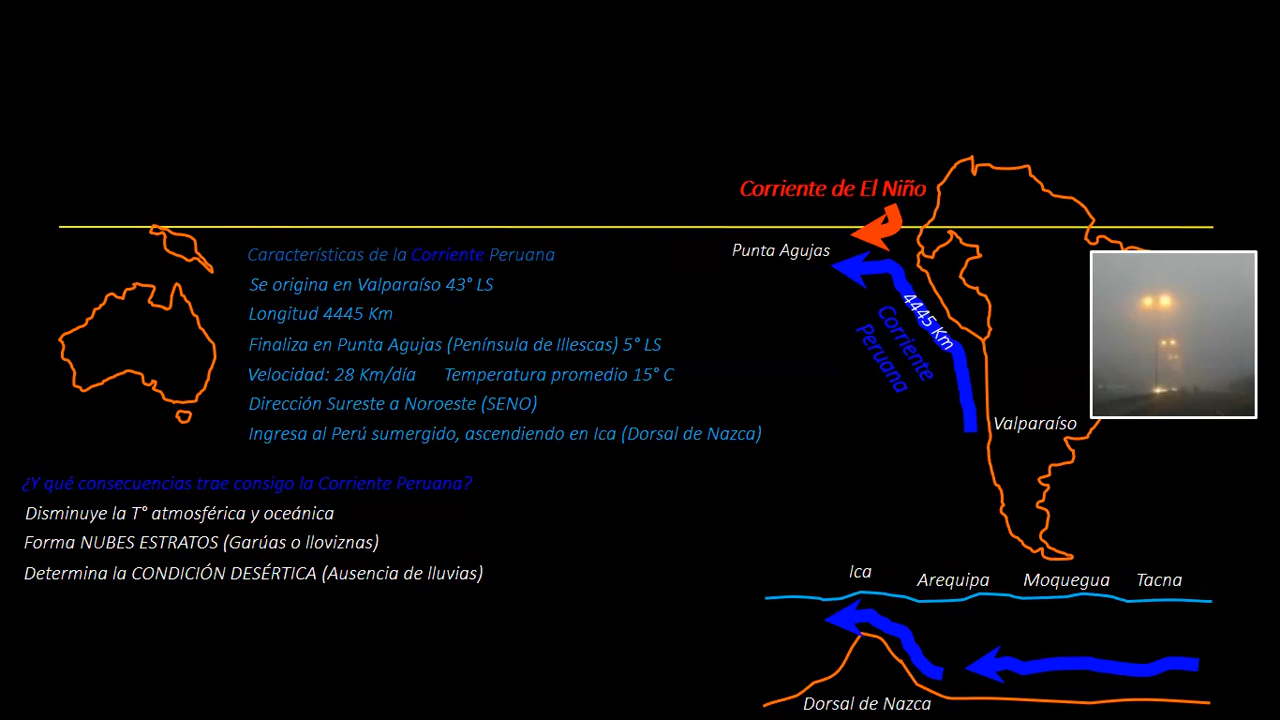 Corriente de El Niño
Punta Agujas
Características de la Corriente Peruana
Se origina en Valparaíso 43° LS
Longitud 4445 Km
Finaliza en Punta Agujas (Península de Illescas) 5° LS
Velocidad: 28 Km/día Temperatura promedio 15° C
Dirección Sureste a Noroeste (SENO)
Ingresa al Perú sumergido, ascendiendo en Ica (Dorsal de Nazca)
4445 Km
Corriente
Peruana
Valparaíso
¿Y qué consecuencias trae consigo la Corriente Peruana?
Disminuye la T° atmosférica y oceánica
Forma NUBES ESTRATOS (Garúas o lloviznas)
Determina la CONDICIÓN DESÉRTICA (Ausencia de lluvias)
Ica Arequipa Moquegua Tacna
Dorsal de Nazca